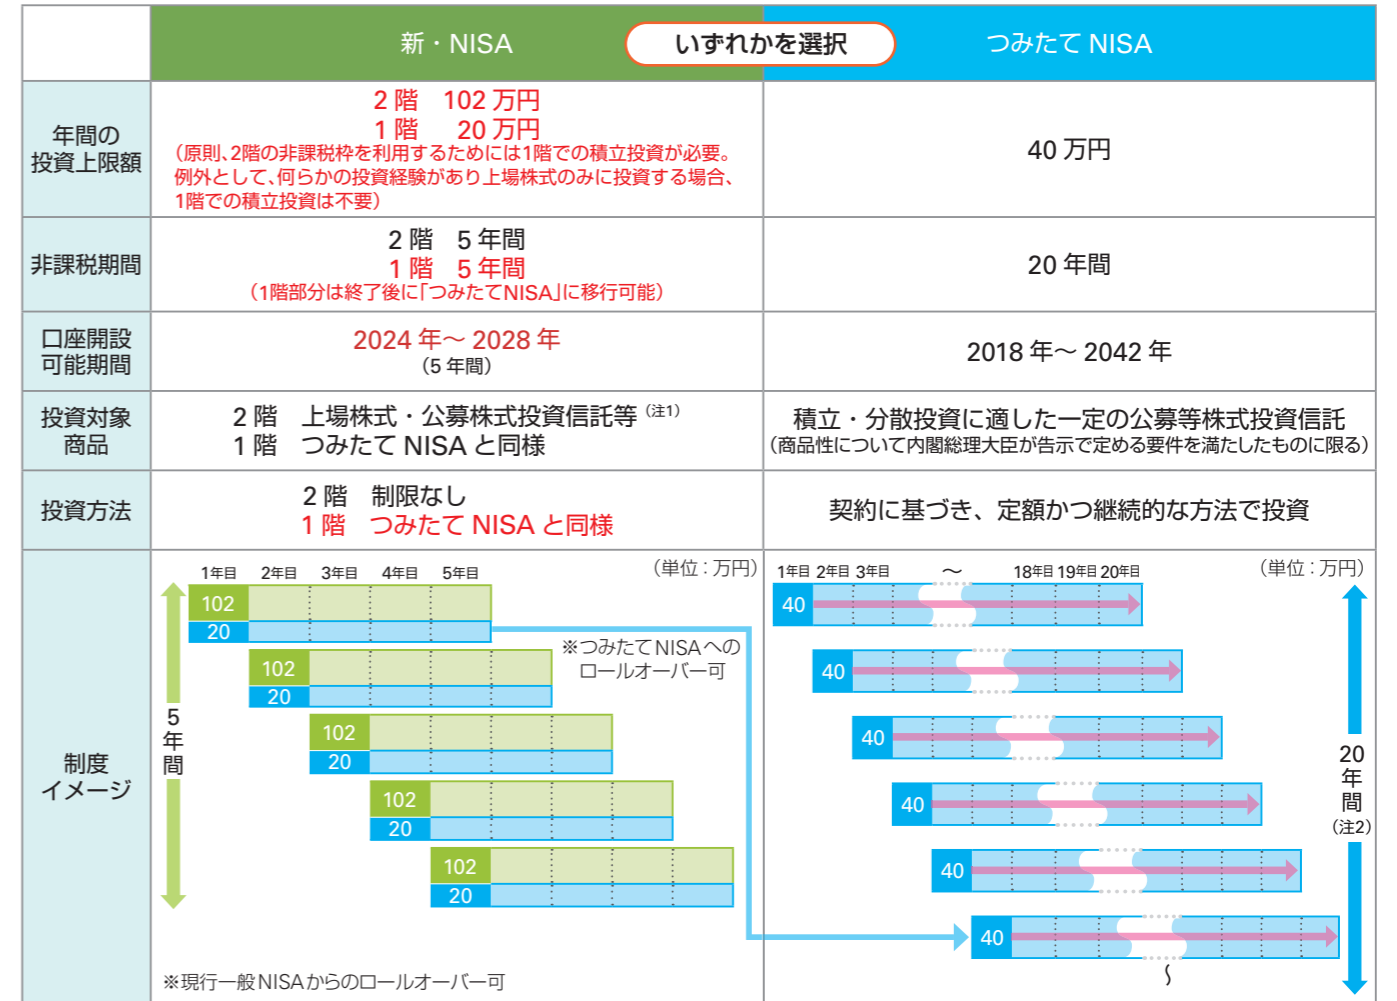 新・NISA
いずれかを選択
つみたて NISA
年間の
投資上限額
2 階 102 万円
1 階 20 万円
（原則、2階の非課税枠を利用するためには1階での積立投資が必要。
例外として、何らかの投資経験があり上場株式のみに投資する場合、
1階での積立投資は不要）
40 万円
非課税期間
2 階 5 年間
1 階 5 年間
（1階部分は終了後に「つみたてNISA」に移行可能）
20 年間
口座開設
可能期間
2024 年～ 2028 年
（5 年間）
2018 年～ 2042 年
投資対象
商品
2 階 上場株式・公募株式投資信託等（注1）
1 階 つみたて NISA と同様
積立・分散投資に適した一定の公募等株式投資信託
（商品性について内閣総理大臣が告示で定める要件を満たしたものに限る）
投資方法
2 階 制限なし
1 階 つみたて NISA と同様
契約に基づき、定額かつ継続的な方法で投資
制度
イメージ
（単位：万円）
1年目 2年目 3年目 4年目 5年目
102
20
102
20
102
20
102
20
102
20
5年間
※つみたてNISAへの
ロールオーバー可
※現行一般NISAからのロールオーバー可
（単位：万円）
1年目 2年目 3年目 ～ 18年目 19年目 20年目
40
40
40
40
40
40
～
20年間
（注2）